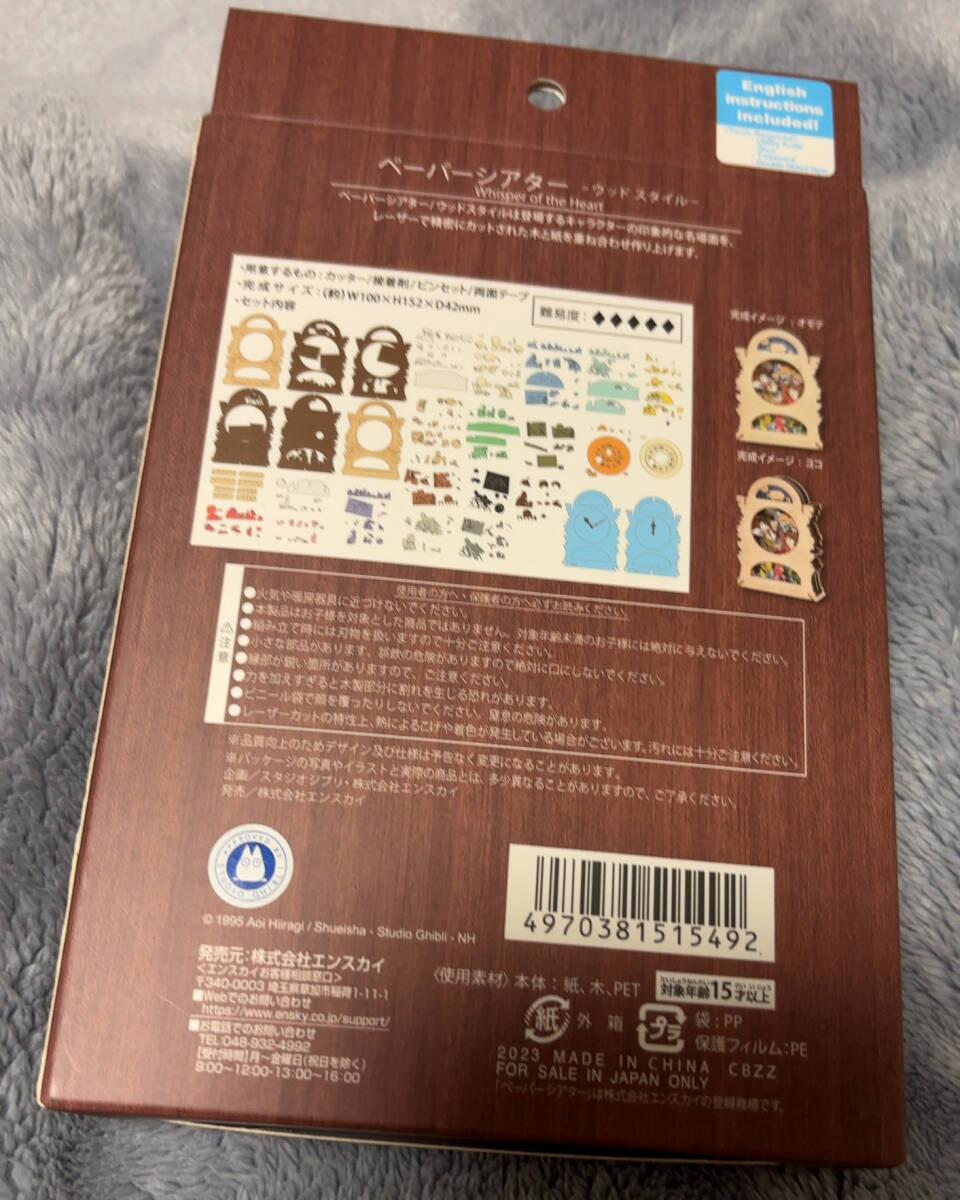 English
instructions
included!
ペーパーシアター -ウッド スタイル-
Whisper of the Heart
ペーパーシアター/ウッドスタイルは登場するキャラクターの印象的な名場面を、
レーザーで精密にカットされた木と紙を重ね合わせ作り上げます。
・用意するもの：カッター/接着剤/ピンセット/両面テープ
・完成サイズ：(約)W100×H152×D42mm
・セット内容
難易度：◆◆◆◆◆
完成イメージ：オモテ
完成イメージ：ヨコ
使用者の方へ・保護者の方へ必ずお読みください。
⚠注意
●火気や暖房器具に近づけないでください。
●本製品はお子様を対象とした商品ではありません。対象年齢未満のお子様には絶対に与えないでください。
●組み立て時には刃物を扱いますので十分ご注意ください。
●小さな部品があります。誤飲の危険がありますので絶対に口にしないでください。
●縁部が鋭い箇所がありますので、ご注意ください。
●力を加えすぎると木製部分に割れを生じる恐れがあります。
●ビニール袋で顔を覆ったりしないでください。窒息の危険があります。
●レーザーカットの特性上、熱によるこげや着色が発生している場合がございます。汚れには十分ご注意ください。
※品質向上のためデザイン及び仕様は予告なく変更になることがあります。
※パッケージの写真やイラストと実際の商品とは、多少異なることがありますので、ご了承ください。
企画／スタジオジブリ・株式会社エンスカイ
発売／株式会社エンスカイ
APPROVED BY STUDIO GHIBLI
© 1995 Aoi Hiiragi / Shueisha - Studio Ghibli - NH
4970381515492
発売元：株式会社エンスカイ
<エンスカイお客様相談窓口>
〒340-0003 埼玉県草加市稲荷1-11-1
■Webでのお問い合わせ
https://www.ensky.co.jp/support/
■お電話でのお問い合わせ
TEL.048-932-4992
【受付時間】月～金曜日(祝日を除く)
9:00～12:00・13:00～16:00
〈使用素材〉本体：紙、木、PET
対象年齢15才以上
紙 外箱
プラ 袋：PP
保護フィルム：PE
2023 MADE IN CHINA CBZZ
FOR SALE IN JAPAN ONLY
「ペーパーシアター」は株式会社エンスカイの登録商標です。